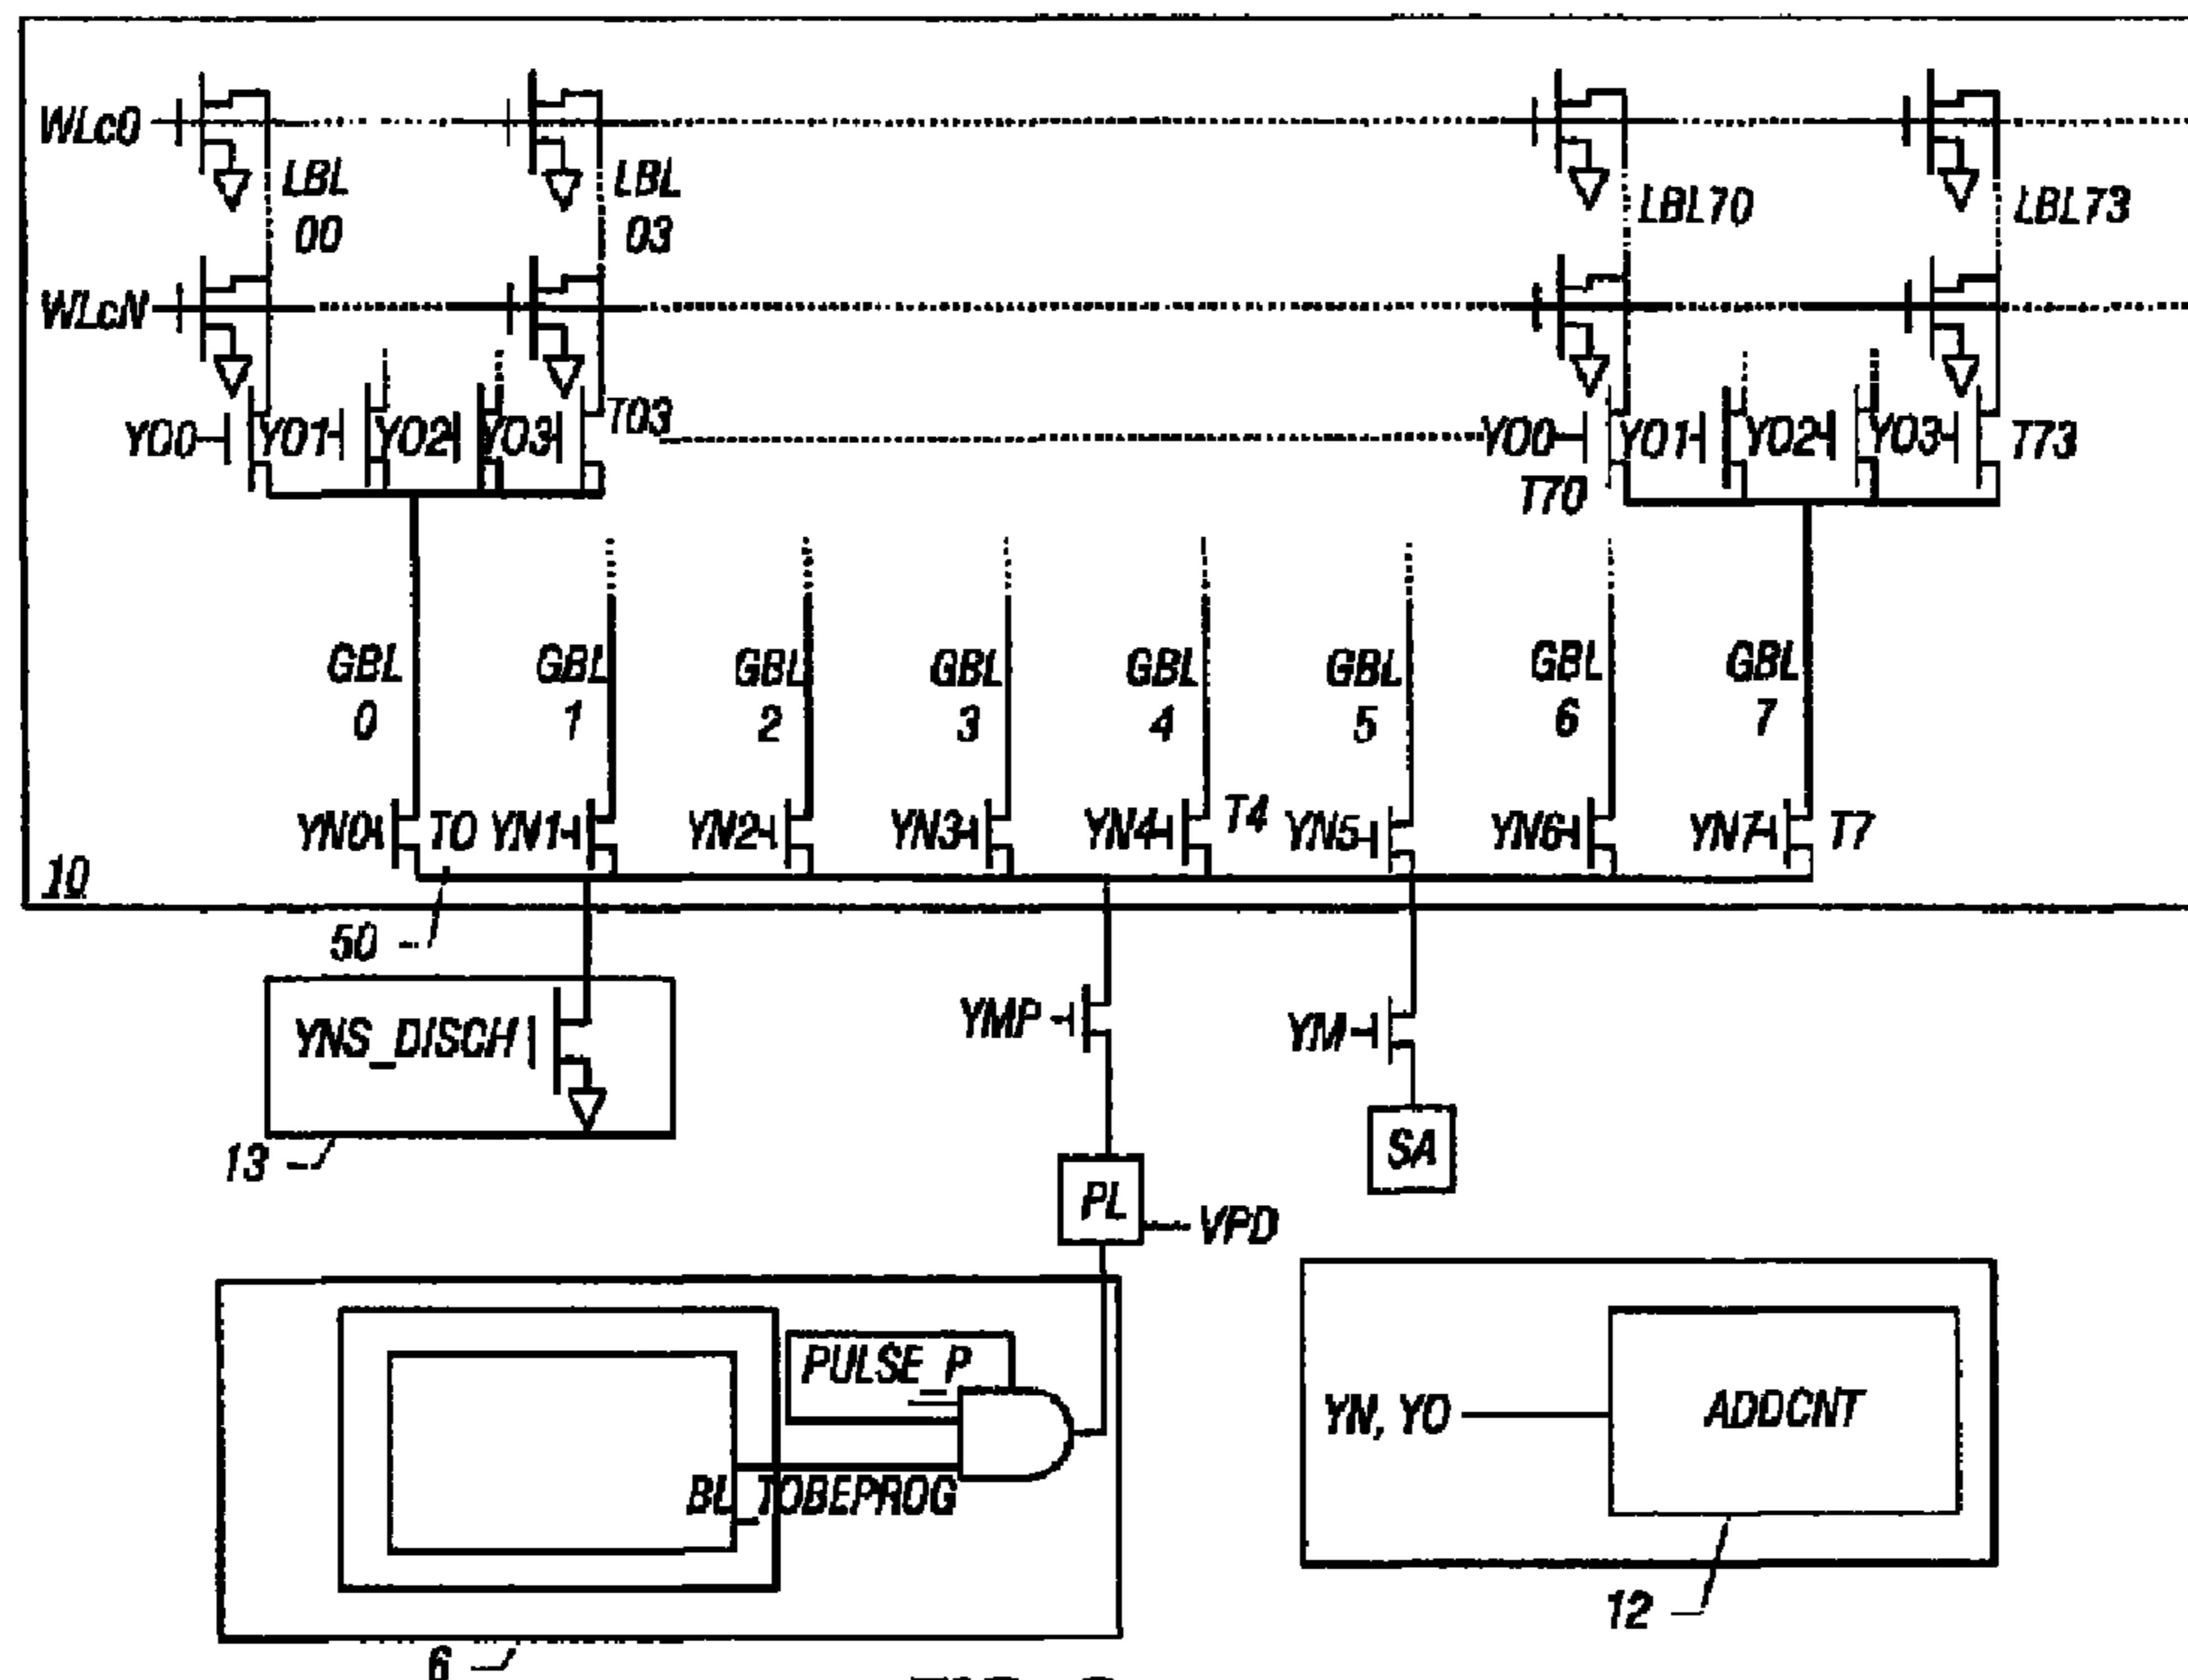 WLc0
LBL 00
LBL 03
LBL70
LBL73
WLcN
YO0 YO1 YO2 YO3 T03
YO0 YO1 YO2 YO3 T73
T70
GBL 0
GBL 1
GBL 2
GBL 3
GBL 4
GBL 5
GBL 6
GBL 7
YN0 T0 YN1 YN2 YN3 YN4 T4 YN5 YN6 YN7 T7
10
50
YNS_DISCH
YMP
YM
13
SA
PL
VPD
PULSE_P
BL_TOBEPROG
YN, YO
ADDCNT
12
6